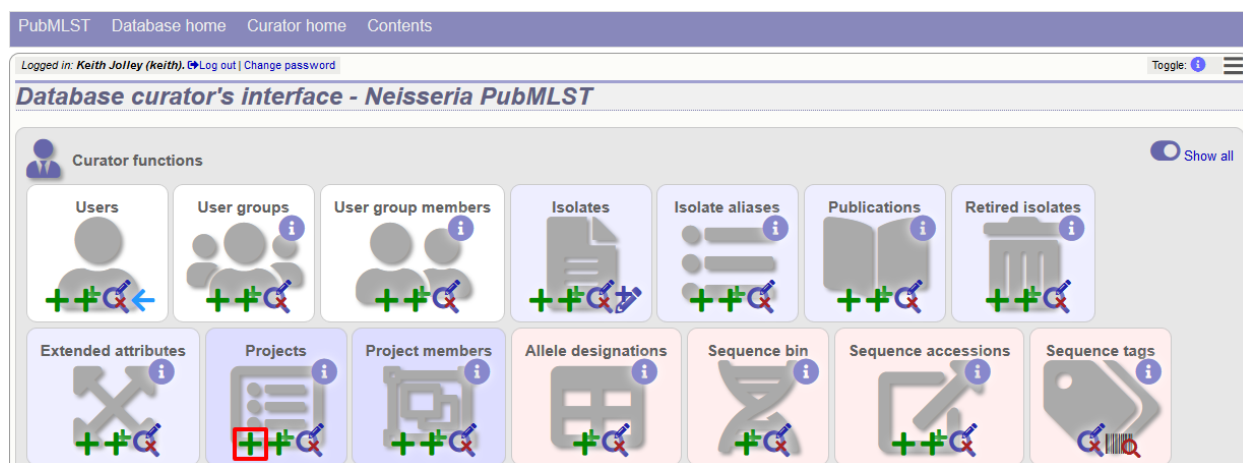 PubMLST Database home Curator home Contents
Logged in: Keith Jolley (keith). Log out | Change password Toggle: i
Database curator's interface - Neisseria PubMLST
Curator functions Show all
Users User groups User group members Isolates Isolate aliases Publications Retired isolates
Extended attributes Projects Project members Allele designations Sequence bin Sequence accessions Sequence tags